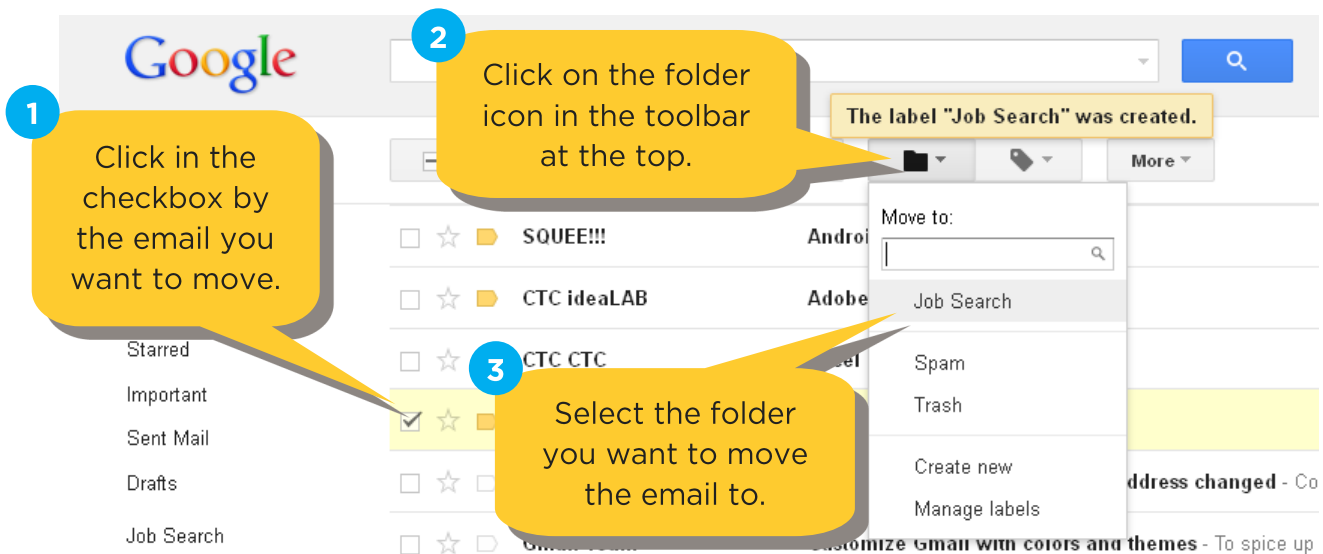 Google
1
Click in the
checkbox by
the email you
want to move.
2
Click on the folder
icon in the toolbar
at the top.
The label "Job Search" was created.
More
Move to:
Job Search
Spam
Trash
Create new
Manage labels
SQUEE!!!
Androi
CTC ideaLAB
Adobe
CTC CTC
3
Select the folder
you want to move
the email to.
Starred
Important
Sent Mail
Drafts
Job Search
ddress changed - Co
Customize Gmail with colors and themes - To spice up